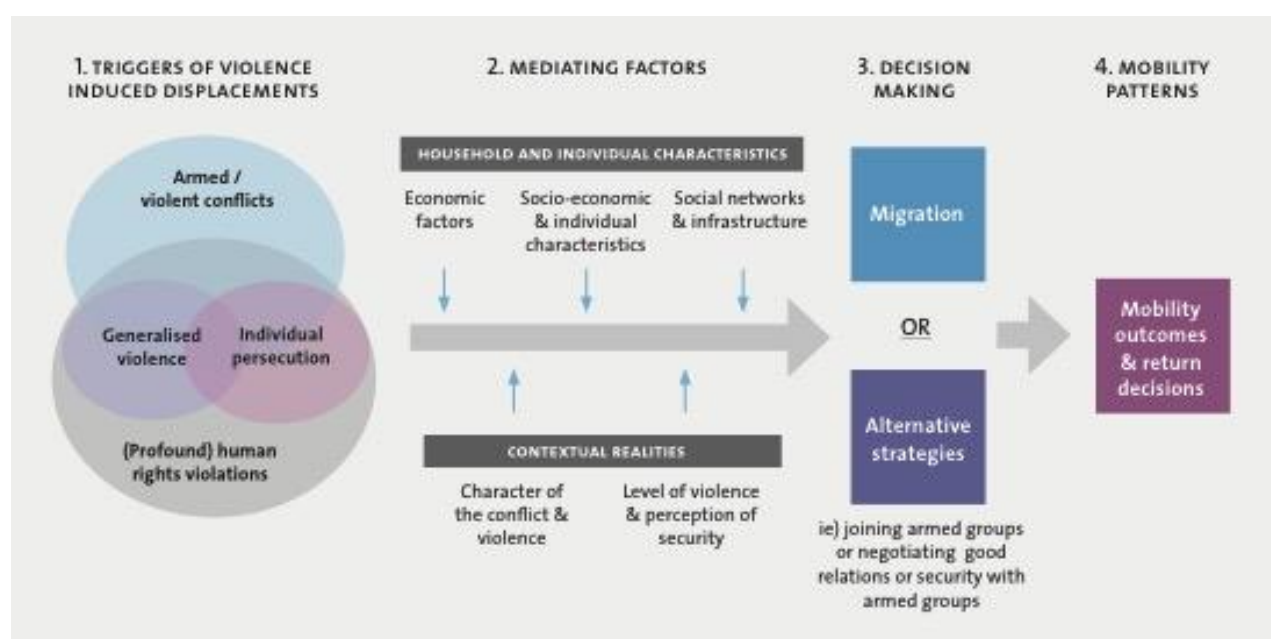 1. TRIGGERS OF VIOLENCE
INDUCED DISPLACEMENTS
Armed /
violent conflicts
Generalised
violence
Individual
persecution
(Profound) human
rights violations
2. MEDIATING FACTORS
HOUSEHOLD AND INDIVIDUAL CHARACTERISTICS
Economic
factors
Socio-economic
& individual
characteristics
Social networks
& infrastructure
CONTEXTUAL REALITIES
Character of
the conflict &
violence
Level of violence
& perception of
security
3. DECISION
MAKING
Migration
OR
Alternative
strategies
ie) joining armed groups
or negotiating good
relations or security with
armed groups
4. MOBILITY
PATTERNS
Mobility
outcomes
& return
decisions